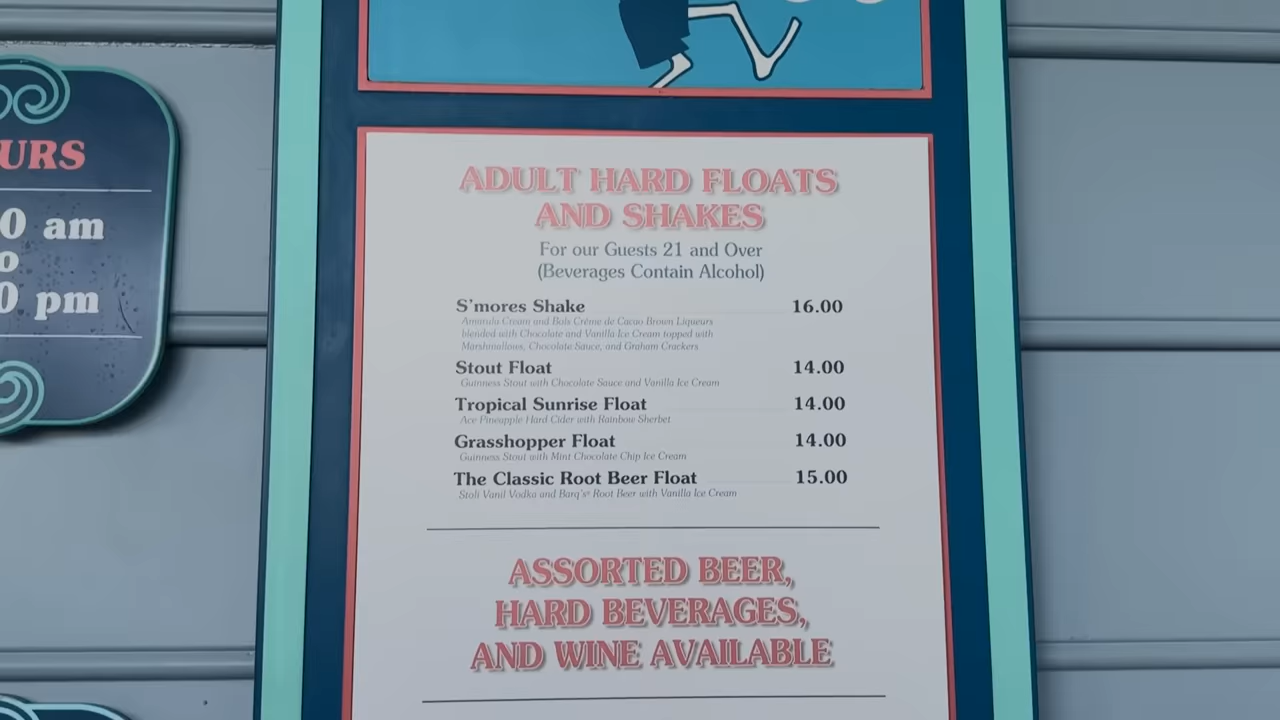 URS
0 am
o
0 pm
ADULT HARD FLOATS
AND SHAKES
For our Guests 21 and Over
(Beverages Contain Alcohol)
S'mores Shake 16.00
Amarula Cream and Bols Crème de Cacao Brown Liqueurs
blended with Chocolate and Vanilla Ice Cream topped with
Marshmallows, Chocolate Sauce, and Graham Crackers
Stout Float 14.00
Guinness Stout with Chocolate Sauce and Vanilla Ice Cream
Tropical Sunrise Float 14.00
Ace Pineapple Hard Cider with Rainbow Sherbet
Grasshopper Float 14.00
Guinness Stout with Mint Chocolate Chip Ice Cream
The Classic Root Beer Float 15.00
Stoli Vanil Vodka and Barq's® Root Beer with Vanilla Ice Cream
ASSORTED BEER,
HARD BEVERAGES,
AND WINE AVAILABLE